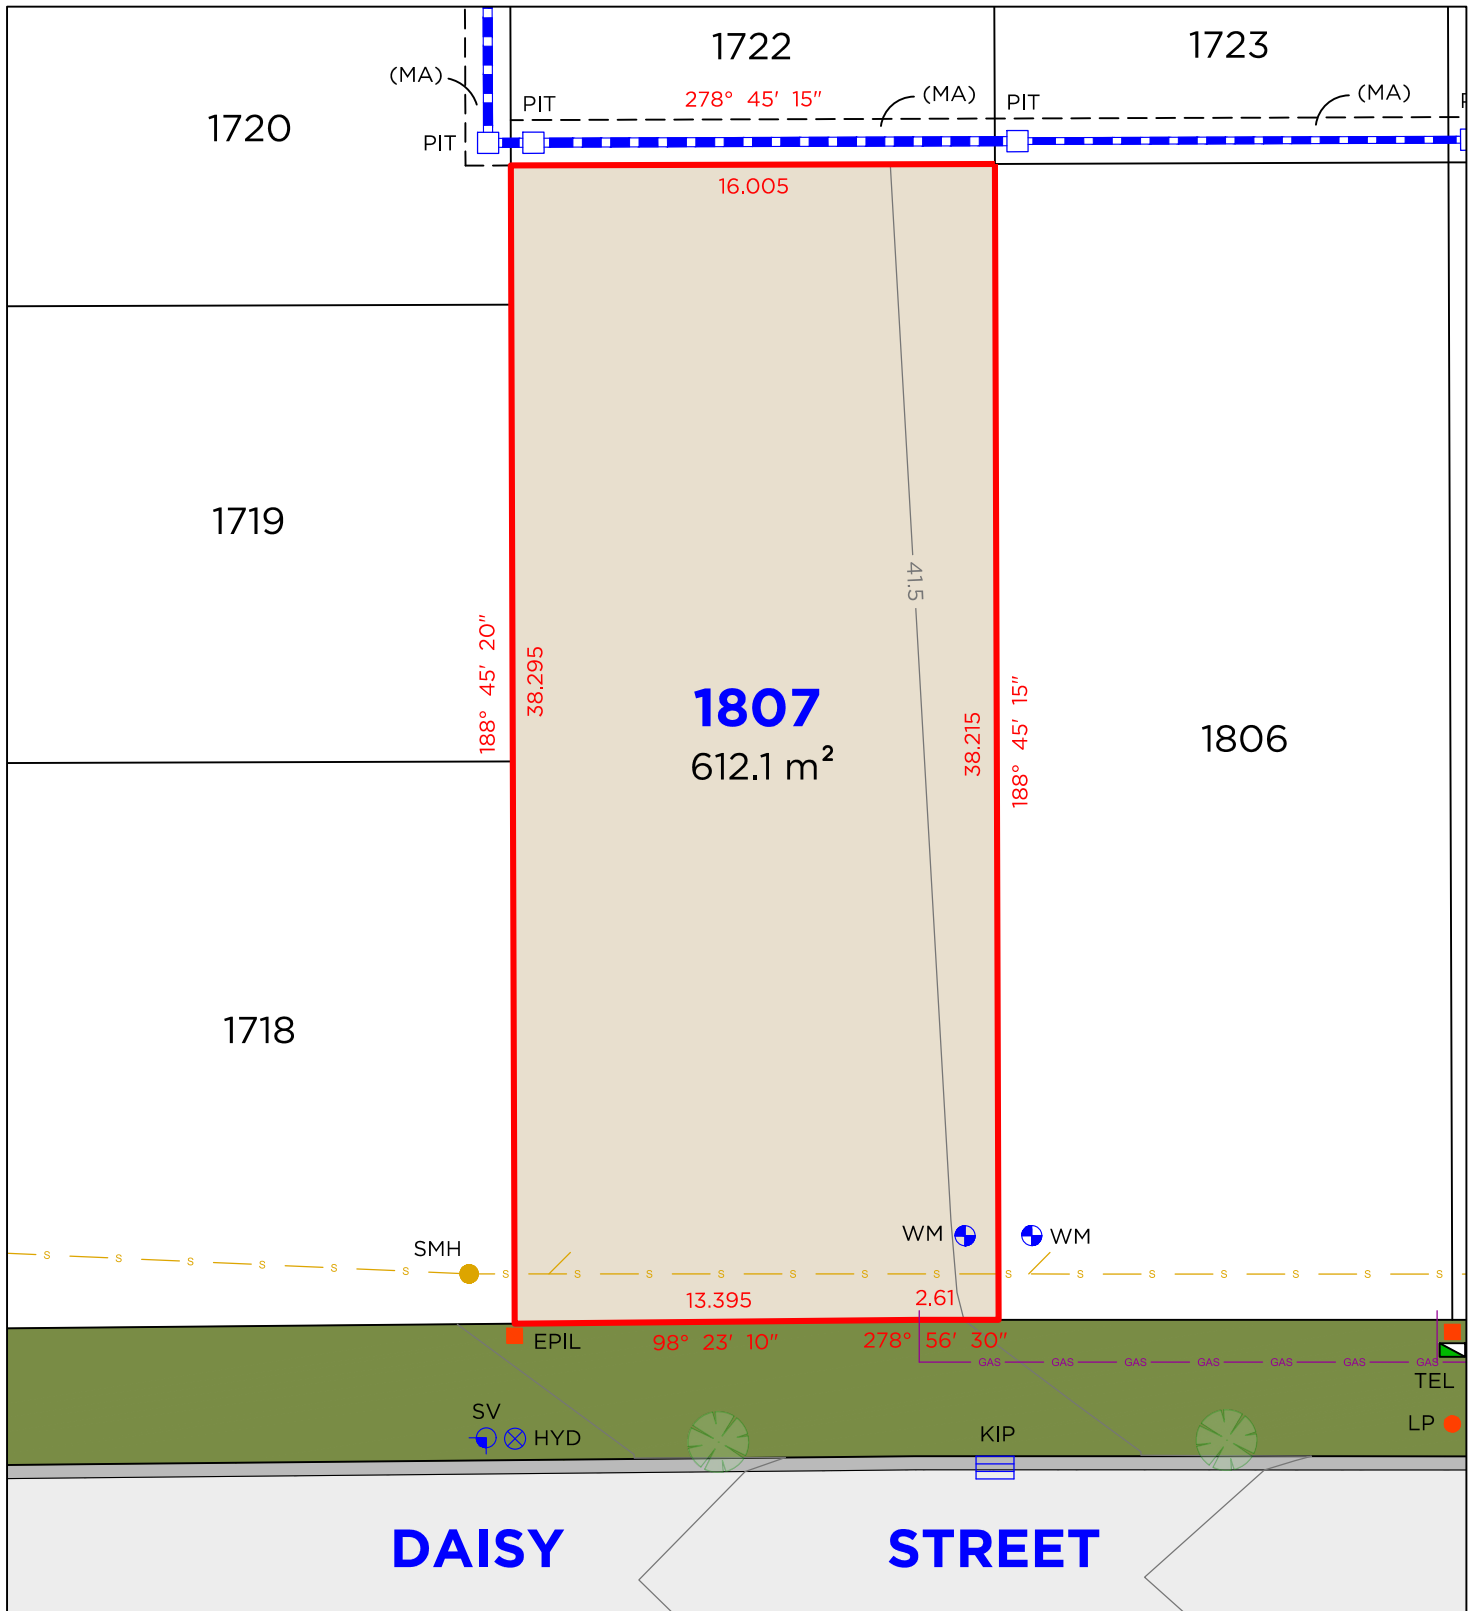 1722
1723
(MA)
278° 45' 15"
(MA)
(MA)
PIT
PIT
1720
PIT
16.005
1719
41.5
188° 45' 20"
38.295
1807
612.1 m²
38.215
188° 45' 15"
1806
1718
WM
WM
SMH
S S S S S S S S S S S S S S S S S S S S
13.395
2.61
EPIL
98° 23' 10"
278° 56' 30"
GAS GAS GAS GAS GAS GAS GAS
TEL
SV
HYD
KIP
LP
DAISY STREET